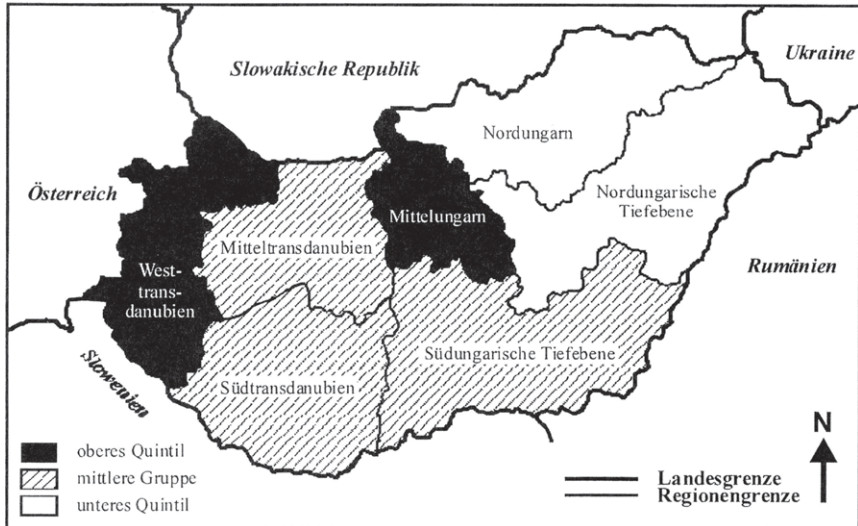 Slowakische Republik
Ukraine
Nordungarn
Österreich
Nordungarische
Tiefebene
Mittelungarn
Mitteltransdanubien
West-
trans-
danubien
Rumänien
Südungarische Tiefebene
Südtransdanubien
Slowenien
N
oberes Quintil
mittlere Gruppe
unteres Quintil
Landesgrenze
Regionengrenze